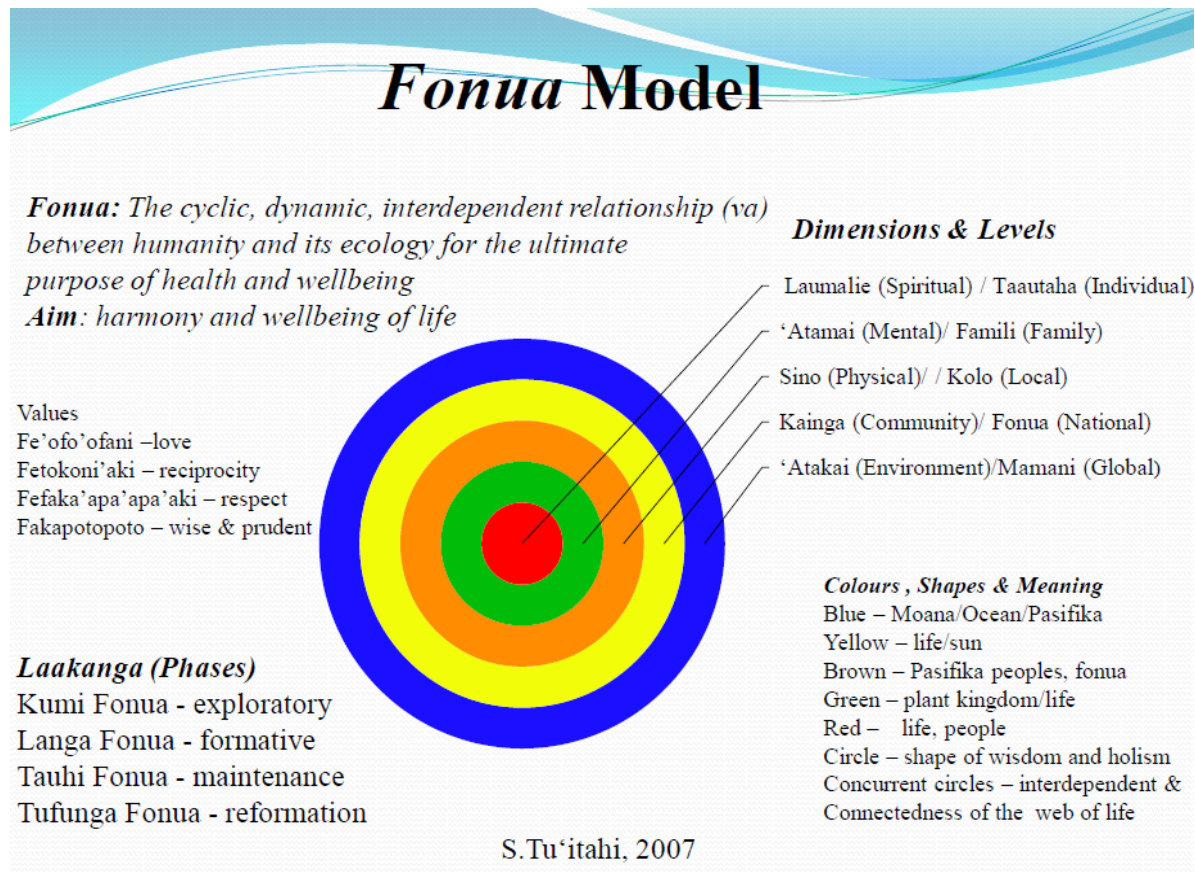 Fonua Model
Fonua: The cyclic, dynamic, interdependent relationship (va)
between humanity and its ecology for the ultimate
purpose of health and wellbeing
Aim: harmony and wellbeing of life
Dimensions & Levels
Laumalie (Spiritual) / Taautaha (Individual)
‘Atamai (Mental)/ Famili (Family)
Sino (Physical)/ / Kolo (Local)
Kainga (Community)/ Fonua (National)
‘Atakai (Environment)/Mamani (Global)
Values
Fe’ofo’ofani –love
Fetokoni’aki – reciprocity
Fefaka’apa’apa’aki – respect
Fakapotopoto – wise & prudent
Laakanga (Phases)
Kumi Fonua - exploratory
Langa Fonua - formative
Tauhi Fonua - maintenance
Tufunga Fonua - reformation
Colours , Shapes & Meaning
Blue – Moana/Ocean/Pasifika
Yellow – life/sun
Brown – Pasifika peoples, fonua
Green – plant kingdom/life
Red – life, people
Circle – shape of wisdom and holism
Concurrent circles – interdependent &
Connectedness of the web of life
S.Tu‘itahi, 2007